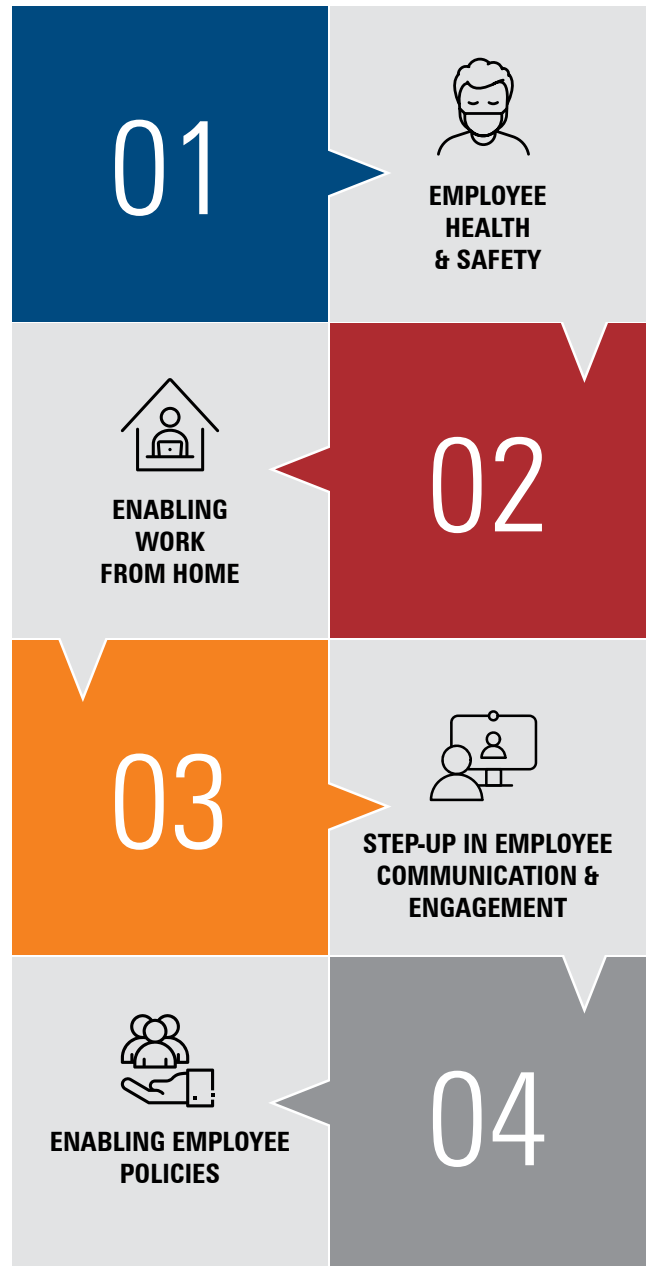 01
EMPLOYEE
HEALTH
& SAFETY
02
ENABLING
WORK
FROM HOME
03
STEP-UP IN EMPLOYEE
COMMUNICATION &
ENGAGEMENT
04
ENABLING EMPLOYEE
POLICIES